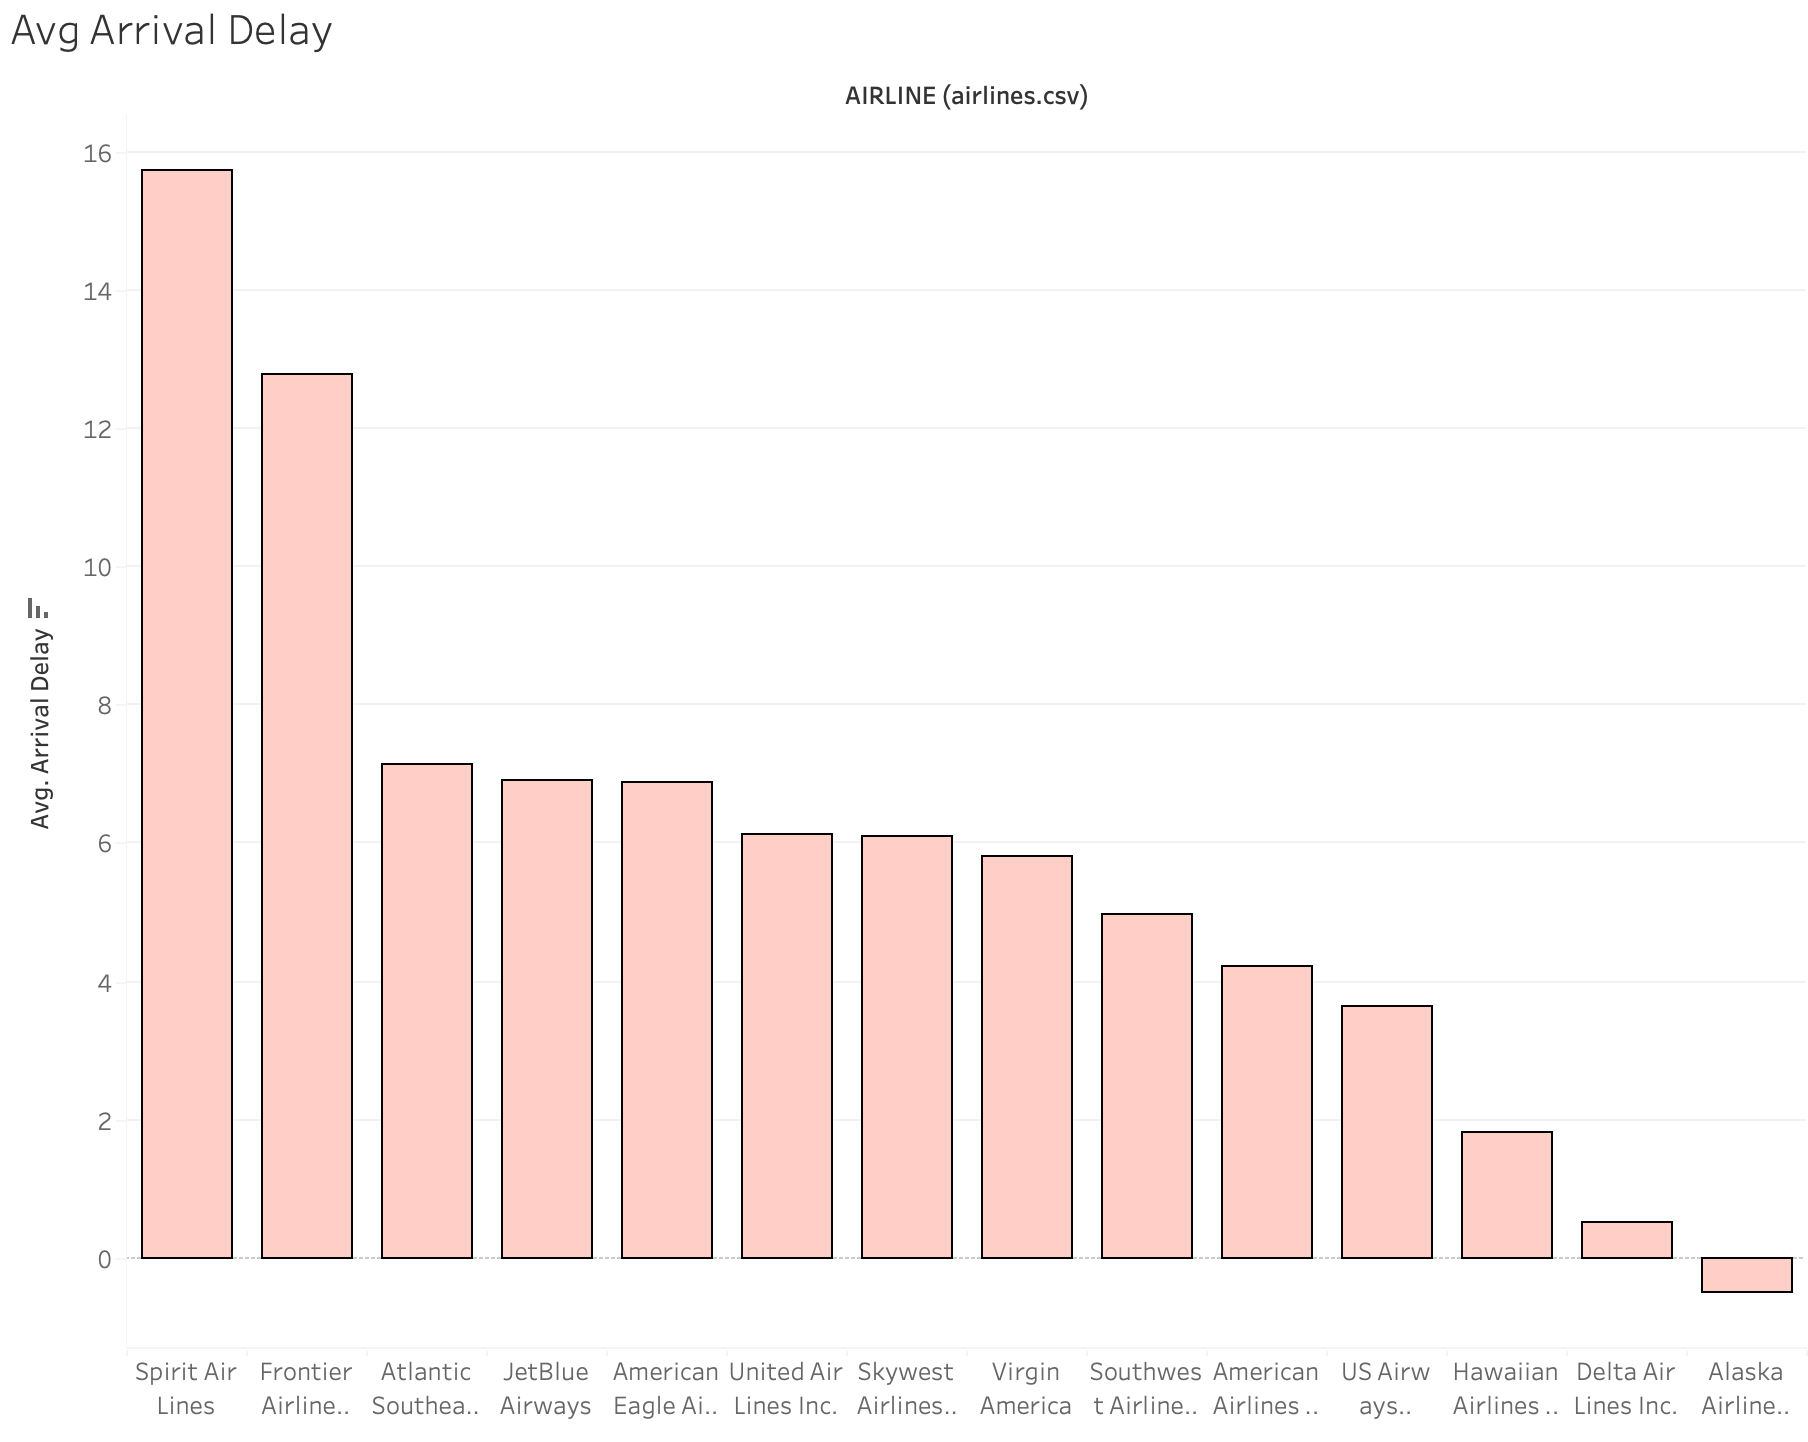 Avg Arrival Delay
AIRLINE (airlines.csv)
16
14
12
10
8
6
4
2
0
Avg. Arrival Delay
Spirit Air
Lines
Frontier
Airline..
Atlantic
Southea..
JetBlue
Airways
American
Eagle Ai..
United Air
Lines Inc.
Skywest
Airlines..
Virgin
America
Southwes
t Airline..
American
Airlines ..
US Airw
ays..
Hawaiian
Airlines ..
Delta Air
Lines Inc.
Alaska
Airline..